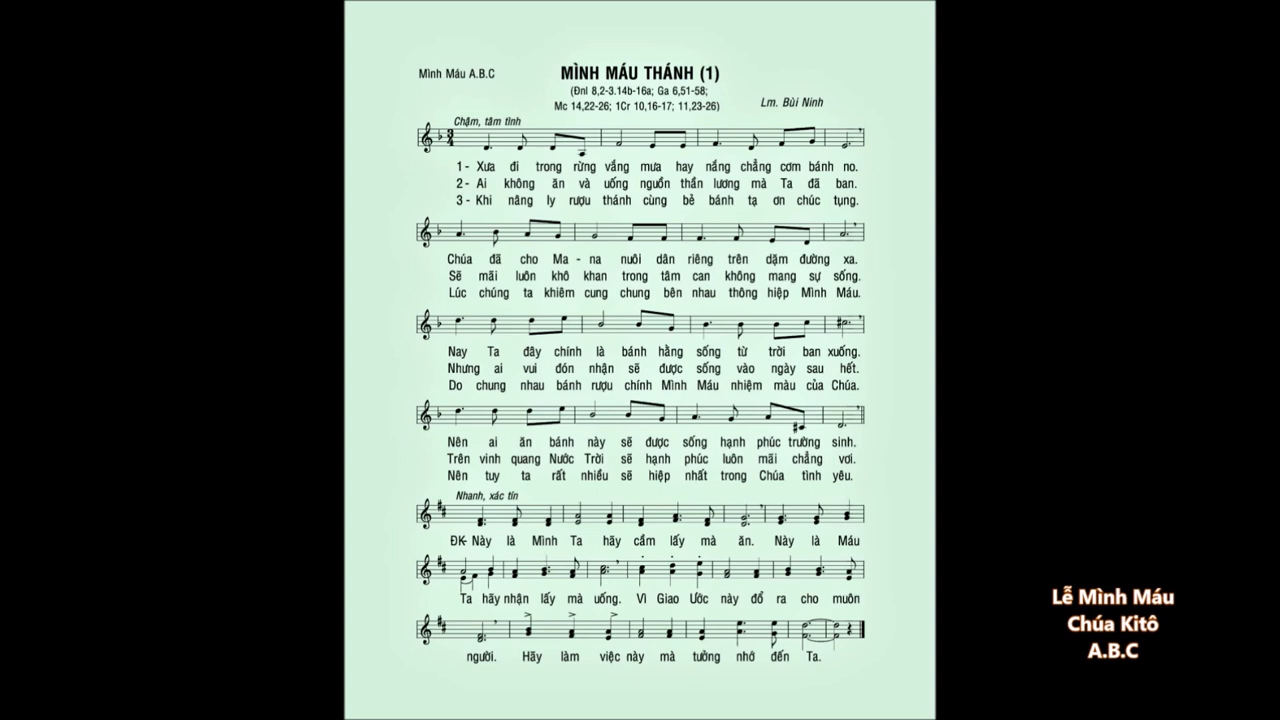 Mình Máu A.B.C
MÌNH MÁU THÁNH (1)
(Đnl 8,2-3.14b-16a; Ga 6,51-58;
Mc 14,22-26; 1Cr 10,16-17; 11,23-26)
Lm. Bùi Ninh
Chậm, tâm tình
1- Xưa đi trong rừng vắng mưa hay nắng chẳng cơm bánh no.
2- Ai không ăn và uống nguồn thần lương mà Ta đã ban.
3- Khi nâng ly rượu thánh cùng bẻ bánh tạ ơn chúc tụng.
Chúa đã cho Ma - na nuôi dân riêng trên dặm đường xa.
Sẽ mãi luôn khô khan trong tâm can không mang sự sống.
Lúc chúng ta khiêm cung chung bên nhau thông hiệp Mình Máu.
Nay Ta đây chính là bánh hằng sống từ trời ban xuống.
Nhưng ai vui đón nhận sẽ được sống vào ngày sau hết.
Do chung nhau bánh rượu chính Mình Máu nhiệm màu của Chúa.
Nên ai ăn bánh này sẽ được sống hạnh phúc trường sinh.
Trên vinh quang Nước Trời sẽ hạnh phúc luôn mãi chẳng vơi.
Nên tuy ta rất nhiều sẽ hiệp nhất trong Chúa tình yêu.
Nhanh, xác tín
ĐK- Này là Mình Ta hãy cầm lấy mà ăn. Này là Máu
Ta hãy nhận lấy mà uống. Vì Giao Ước này đổ ra cho muôn
người. Hãy làm việc này mà tưởng nhớ đến Ta.
Lễ Mình Máu
Chúa Kitô
A.B.C